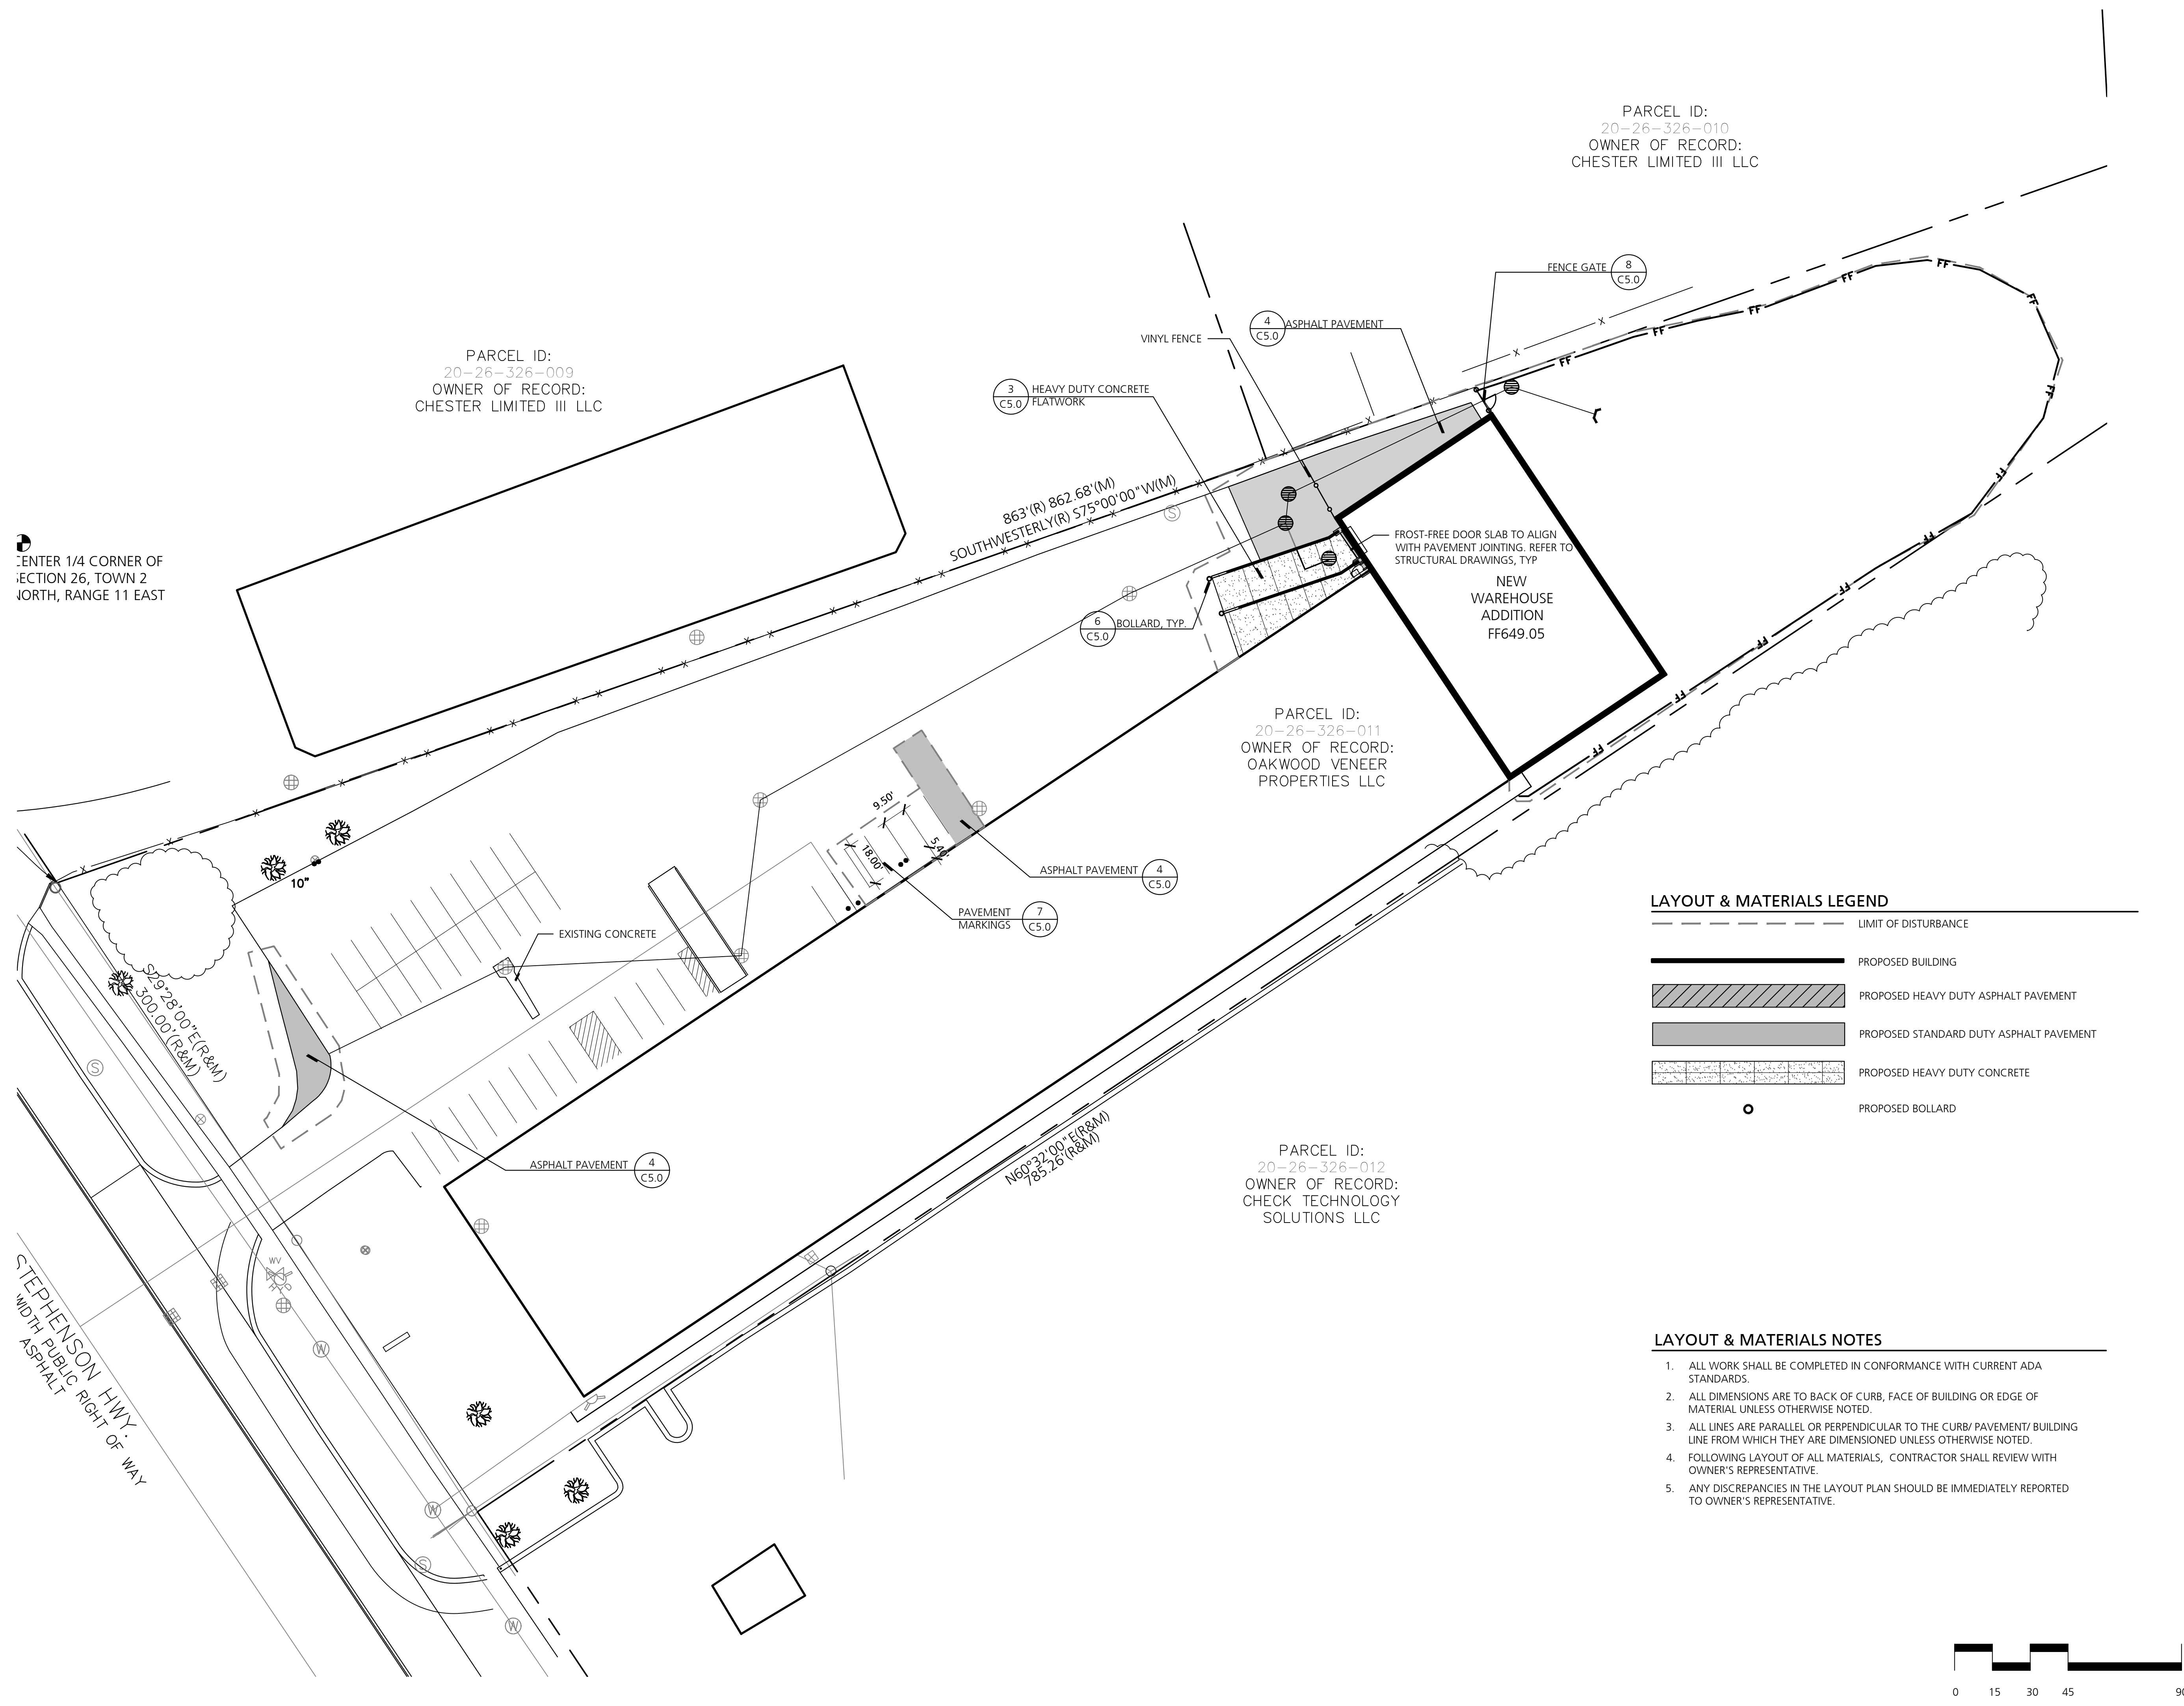 PARCEL ID:
20-26-326-010
OWNER OF RECORD:
CHESTER LIMITED III LLC
FENCE GATE
8
C5.0
4
C5.0
ASPHALT PAVEMENT
VINYL FENCE
PARCEL ID:
20-26-326-009
OWNER OF RECORD:
CHESTER LIMITED III LLC
3
C5.0
HEAVY DUTY CONCRETE
FLATWORK
863'(R) 862.68'(M)
SOUTHWESTERLY(R) S75°00'00"W(M)
FROST-FREE DOOR SLAB TO ALIGN
WITH PAVEMENT JOINTING. REFER TO
STRUCTURAL DRAWINGS, TYP
NEW
WAREHOUSE
ADDITION
FF649.05
CENTER 1/4 CORNER OF
SECTION 26, TOWN 2
NORTH, RANGE 11 EAST
6
C5.0
BOLLARD, TYP.
PARCEL ID:
20-26-326-011
OWNER OF RECORD:
OAKWOOD VENEER
PROPERTIES LLC
9.50'
18.00'
5.40'
10"
ASPHALT PAVEMENT
4
C5.0
PAVEMENT
MARKINGS
7
C5.0
EXISTING CONCRETE
S29°28'00"E(R&M)
300.00'(R&M)
ASPHALT PAVEMENT
4
C5.0
N60°32'00"E(R&M)
785.26'(R&M)
PARCEL ID:
20-26-326-012
OWNER OF RECORD:
CHECK TECHNOLOGY
SOLUTIONS LLC
WV
HYD
STEPHENSON HWY.
WIDTH PUBLIC RIGHT OF WAY
ASPHALT
S
S
W
W
S
W
FF
FF
FF
FF
FF
FF
FF
FF
FF
FF
FF
FF
FF
LAYOUT & MATERIALS LEGEND
LIMIT OF DISTURBANCE
PROPOSED BUILDING
PROPOSED HEAVY DUTY ASPHALT PAVEMENT
PROPOSED STANDARD DUTY ASPHALT PAVEMENT
PROPOSED HEAVY DUTY CONCRETE
PROPOSED BOLLARD
LAYOUT & MATERIALS NOTES
1. ALL WORK SHALL BE COMPLETED IN CONFORMANCE WITH CURRENT ADA
STANDARDS.
2. ALL DIMENSIONS ARE TO BACK OF CURB, FACE OF BUILDING OR EDGE OF
MATERIAL UNLESS OTHERWISE NOTED.
3. ALL LINES ARE PARALLEL OR PERPENDICULAR TO THE CURB/ PAVEMENT/ BUILDING
LINE FROM WHICH THEY ARE DIMENSIONED UNLESS OTHERWISE NOTED.
4. FOLLOWING LAYOUT OF ALL MATERIALS, CONTRACTOR SHALL REVIEW WITH
OWNER'S REPRESENTATIVE.
5. ANY DISCREPANCIES IN THE LAYOUT PLAN SHOULD BE IMMEDIATELY REPORTED
TO OWNER'S REPRESENTATIVE.
0 15 30 45